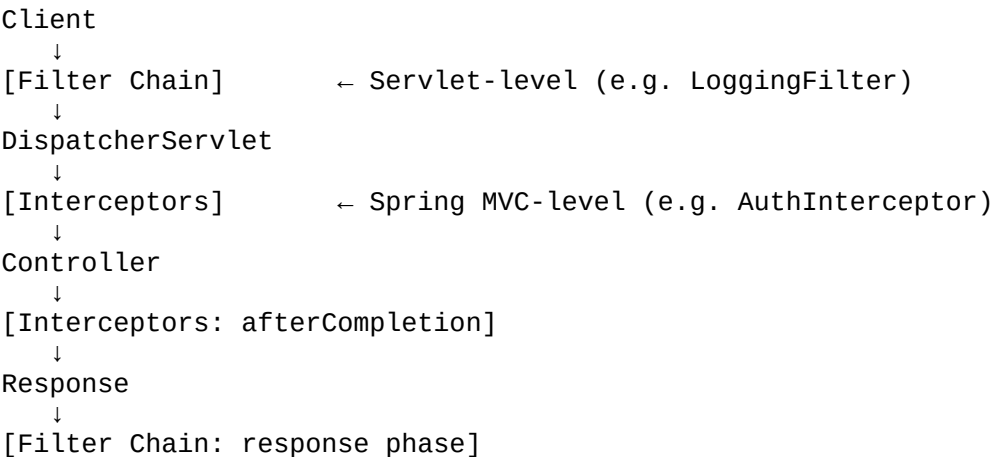 Client
↓
[Filter Chain]       ← Servlet-level (e.g. LoggingFilter)
↓
DispatcherServlet
↓
[Interceptors]       ← Spring MVC-level (e.g. AuthInterceptor)
↓
Controller
↓
[Interceptors: afterCompletion]
↓
Response
↓
[Filter Chain: response phase]